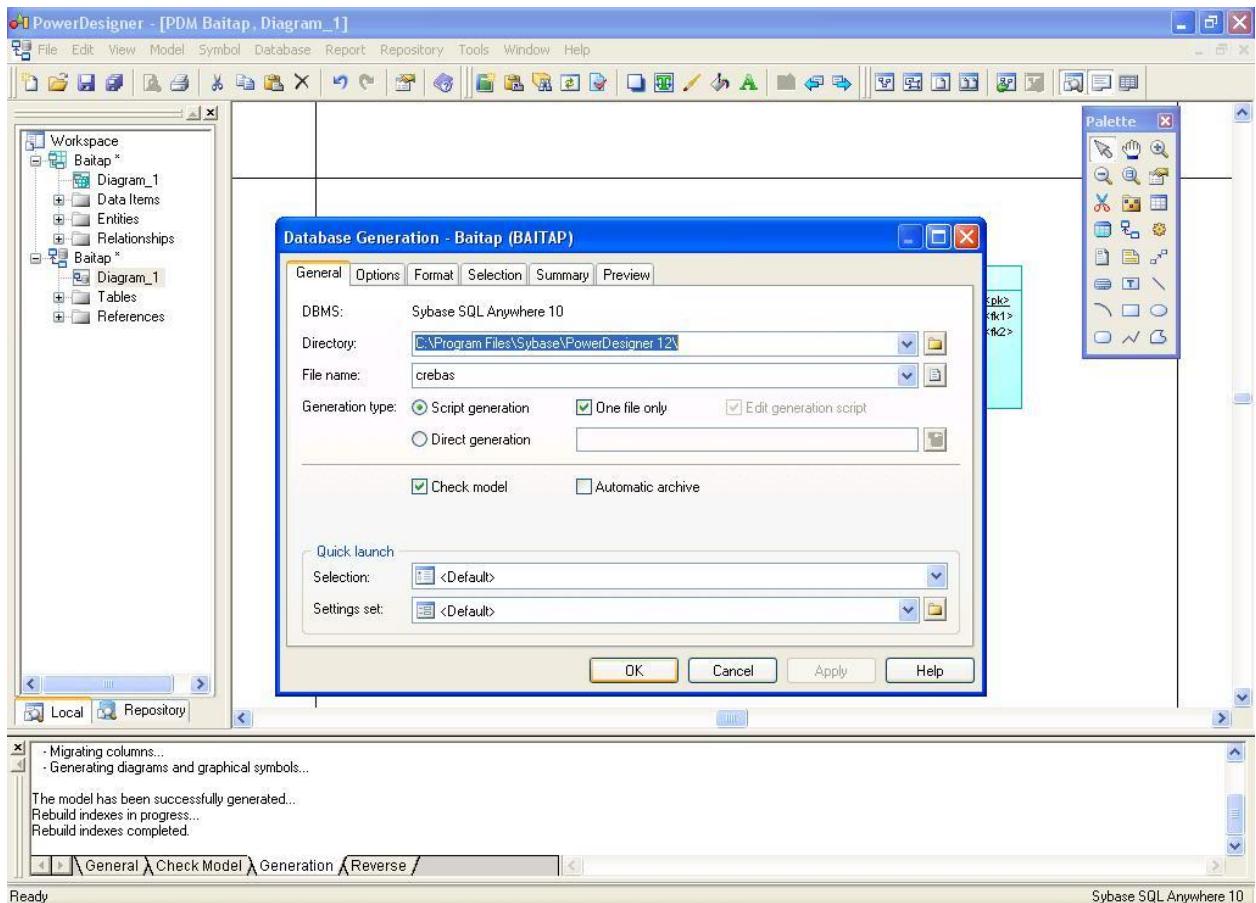 PowerDesigner - [PDM Baitap, Diagram_1]
File Edit View Model Symbol Database Report Repository Tools Window Help
Workspace
Baitap *
Diagram_1
Data Items
Entities
Relationships
Baitap *
Diagram_1
Tables
References
Local Repository
Palette
<pk>
<fk1>
<fk2>
Database Generation - Baitap (BAITAP)
General Options Format Selection Summary Preview
DBMS: Sybase SQL Anywhere 10
Directory: C:\Program Files\Sybase\PowerDesigner 12\
File name: crebas
Generation type: Script generation One file only Edit generation script
Direct generation
Check model Automatic archive
Quick launch
Selection: <Default>
Settings set: <Default>
OK Cancel Apply Help
- Migrating columns...
- Generating diagrams and graphical symbols...
The model has been successfully generated...
Rebuild indexes in progress...
Rebuild indexes completed.
General Check Model Generation Reverse
Ready Sybase SQL Anywhere 10